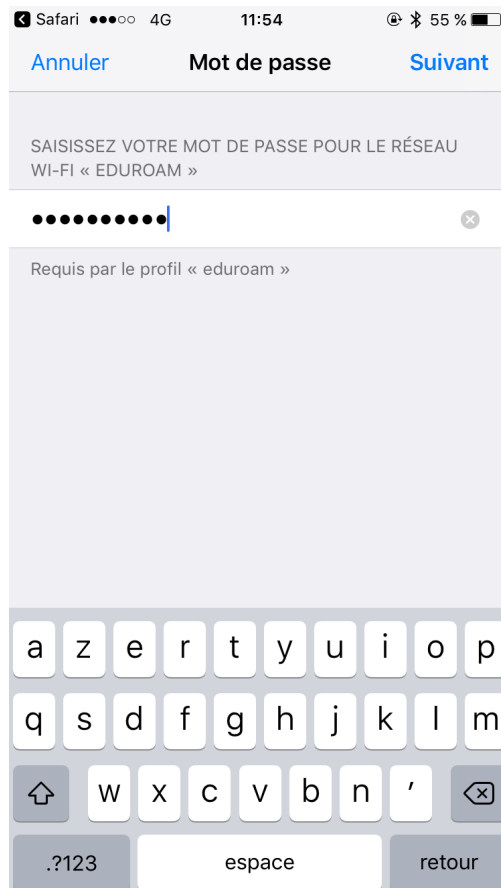 Safari 4G 11:54 55 %
Annuler Mot de passe Suivant
SAISISSEZ VOTRE MOT DE PASSE POUR LE RÉSEAU
WI-FI « EDUROAM »
••••••••••
Requis par le profil « eduroam »
a z e r t y u i o p
q s d f g h j k l m
w x c v b n ’
.?123 espace retour